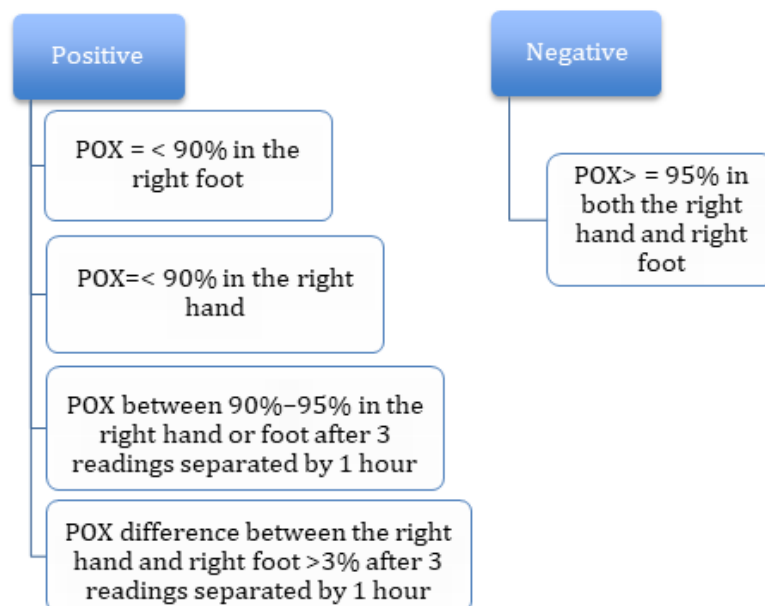 Positive
POX = < 90% in the
right foot
POX=< 90% in the right
hand
POX between 90%–95% in the
right hand or foot after 3
readings separated by 1 hour
POX difference between the right
hand and right foot >3% after 3
readings separated by 1 hour
Negative
POX> = 95% in
both the right
hand and right
foot